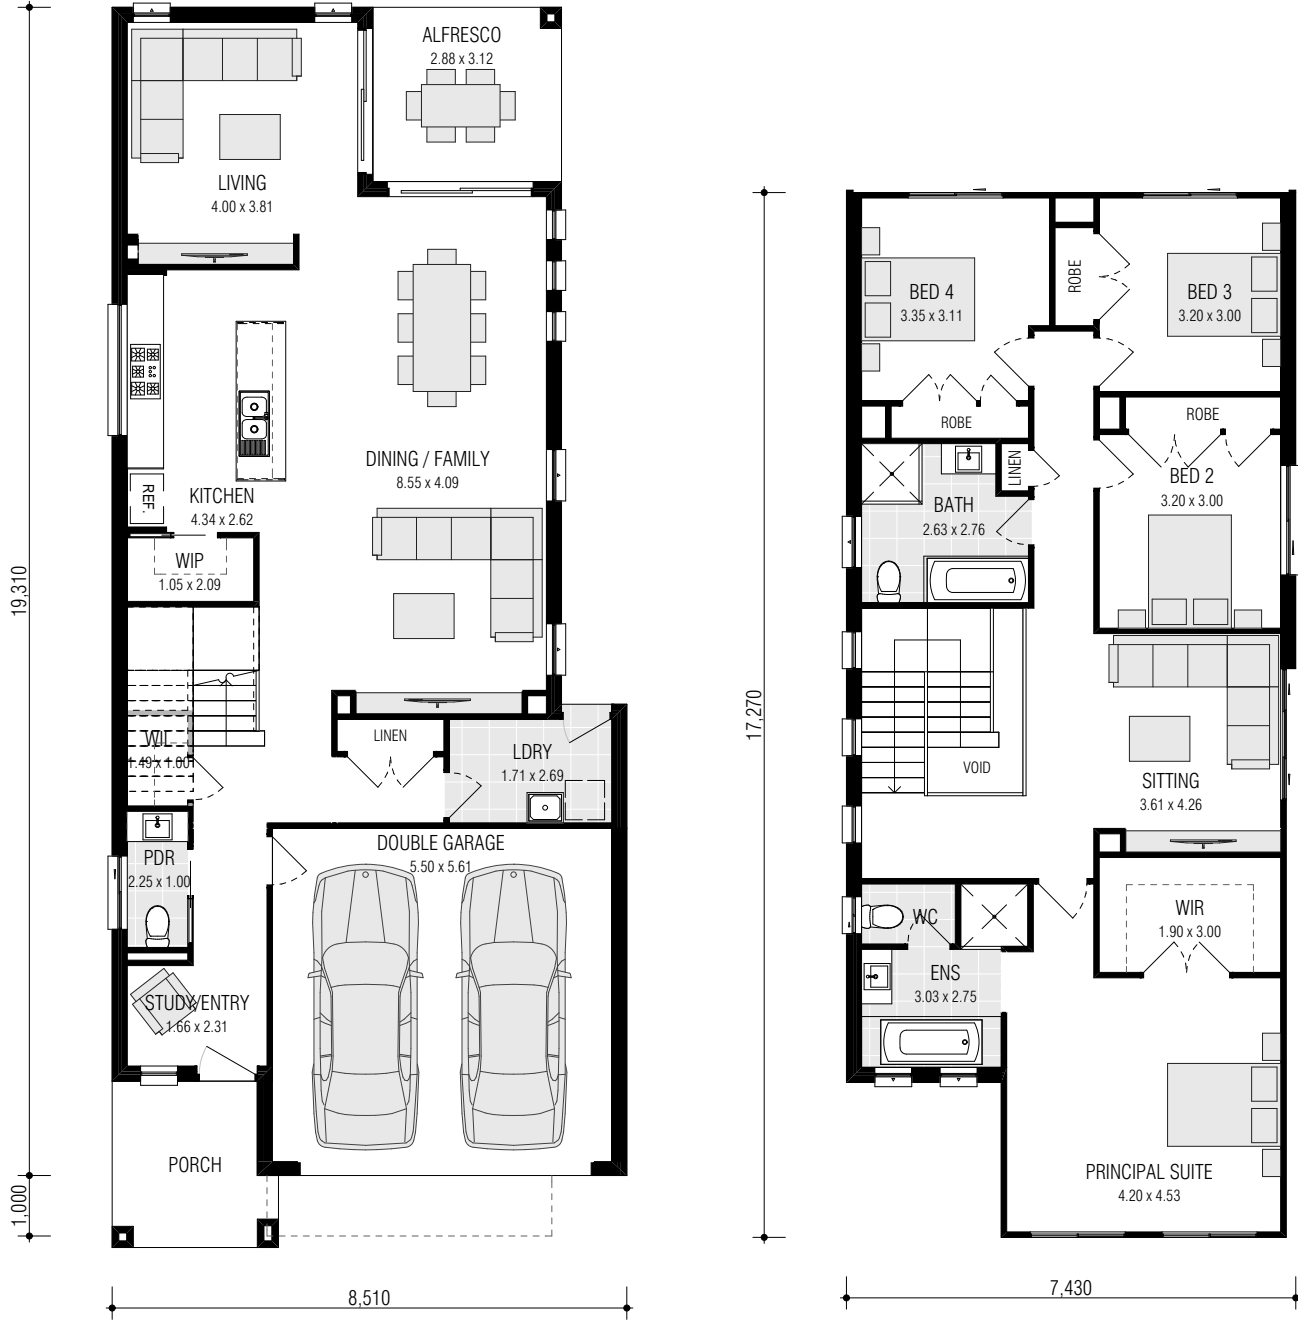 ALFRESCO
2.88 x 3.12
LIVING
4.00 x 3.81
DINING / FAMILY
8.55 x 4.09
KITCHEN
4.34 x 2.62
REF.
WIP
1.05 x 2.09
WIL
1.49 x 1.00
LINEN
LDRY
1.71 x 2.69
PDR
2.25 x 1.00
DOUBLE GARAGE
5.50 x 5.61
STUDY/ENTRY
1.66 x 2.31
PORCH
19,310
1,000
8,510
BED 4
3.35 x 3.11
ROBE
BED 3
3.20 x 3.00
ROBE
ROBE
BED 2
3.20 x 3.00
LINEN
BATH
2.63 x 2.76
VOID
SITTING
3.61 x 4.26
WC
WIR
1.90 x 3.00
ENS
3.03 x 2.75
PRINCIPAL SUITE
4.20 x 4.53
17,270
7,430